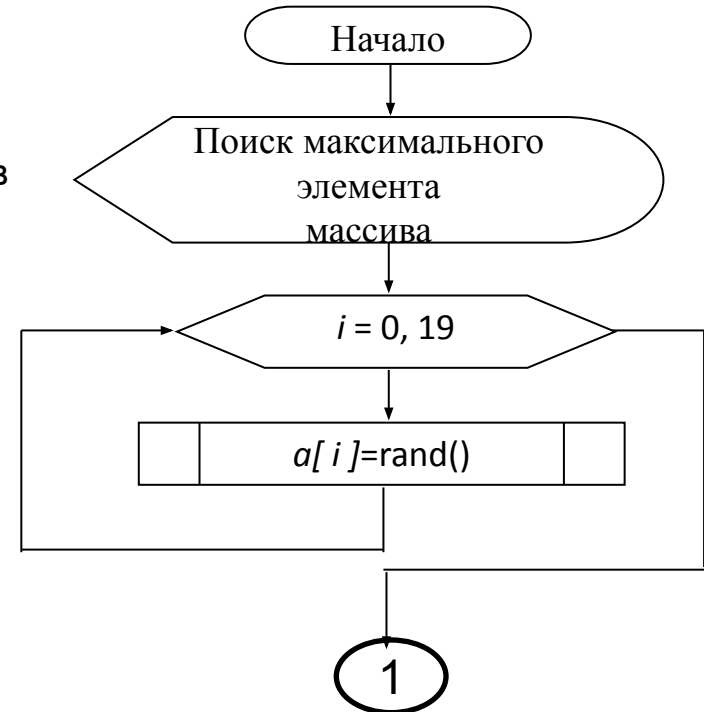 Начало
Поиск максимального
элемента
массива
в
i = 0, 19
a[ i ]=rand()
1